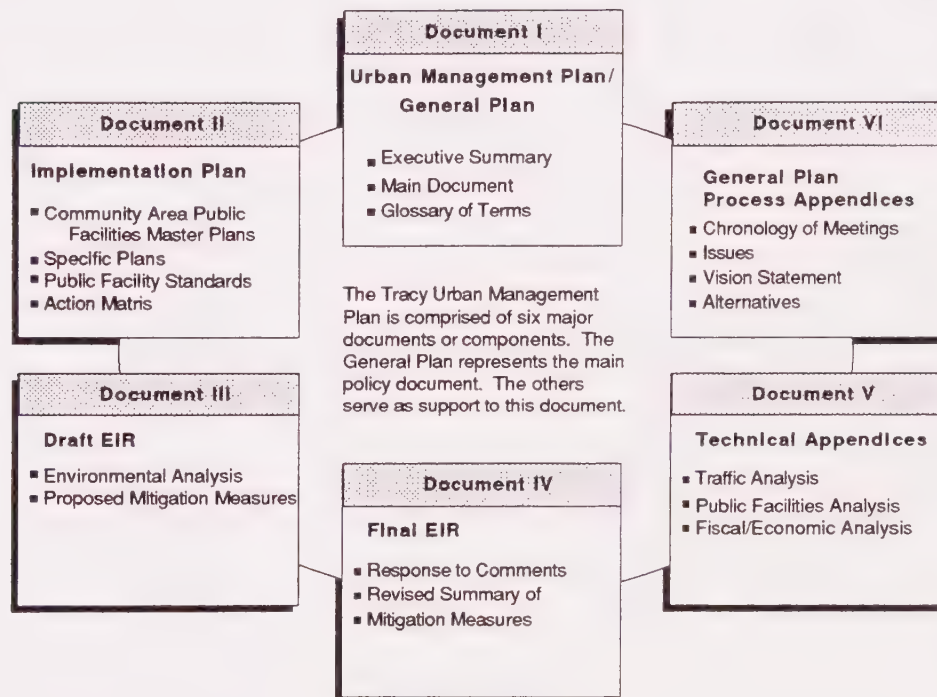 Document I
Urban Management Plan/
General Plan
▪ Executive Summary
▪ Main Document
▪ Glossary of Terms
Document II
Implementation Plan
▪ Community Area Public
Facilities Master Plans
▪ Specific Plans
▪ Public Facility Standards
▪ Action Matris
Document III
Draft EIR
▪ Environmental Analysis
▪ Proposed Mitigation Measures
Document IV
Final EIR
▪ Response to Comments
▪ Revised Summary of
▪ Mitigation Measures
Document V
Technical Appendices
▪ Traffic Analysis
▪ Public Facilities Analysis
▪ Fiscal/Economic Analysis
Document VI
General Plan
Process Appendices
▪ Chronology of Meetings
▪ Issues
▪ Vision Statement
▪ Alternatives
The Tracy Urban Management
Plan is comprised of six major
documents or components. The
General Plan represents the main
policy document. The others
serve as support to this document.